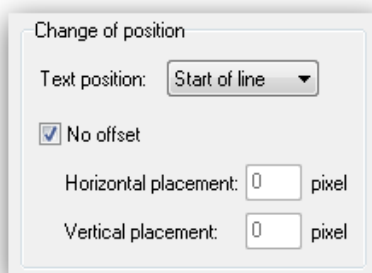 Change of position
Text position: Start of line
No offset
Horizontal placement: 0 pixel
Vertical placement: 0 pixel